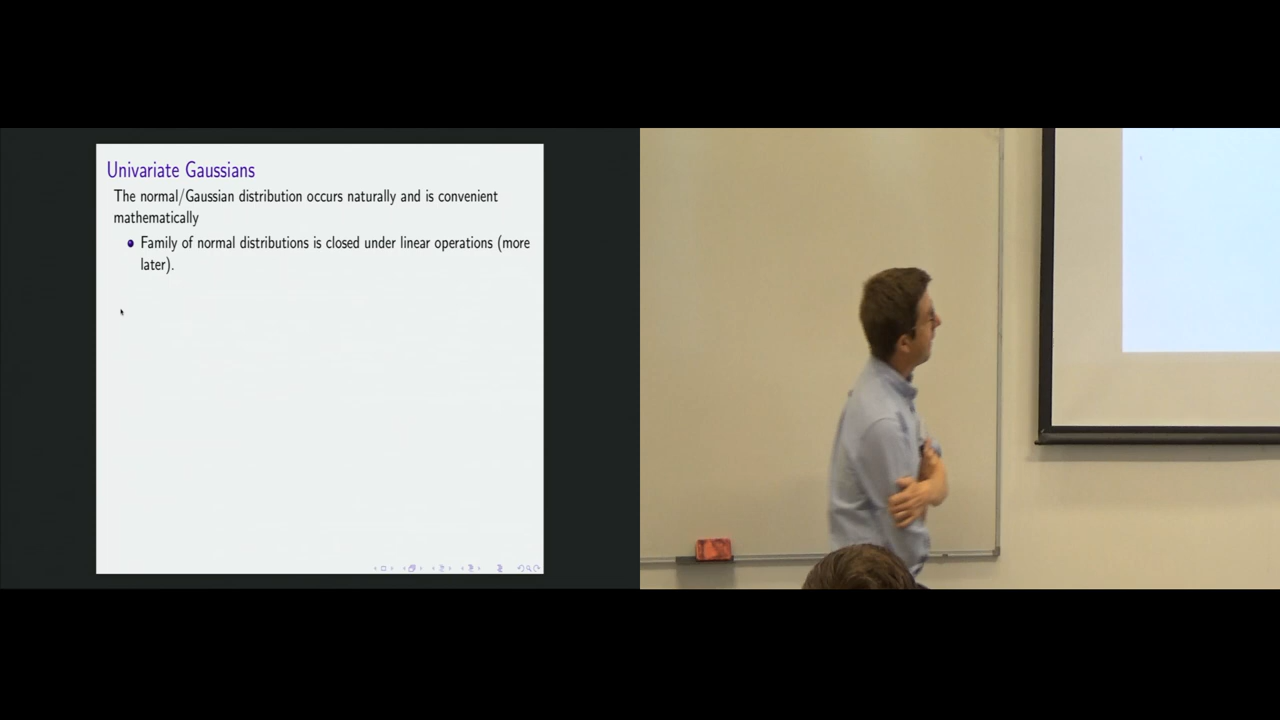 Univariate Gaussians
The normal/Gaussian distribution occurs naturally and is convenient
mathematically
Family of normal distributions is closed under linear operations (more
later).